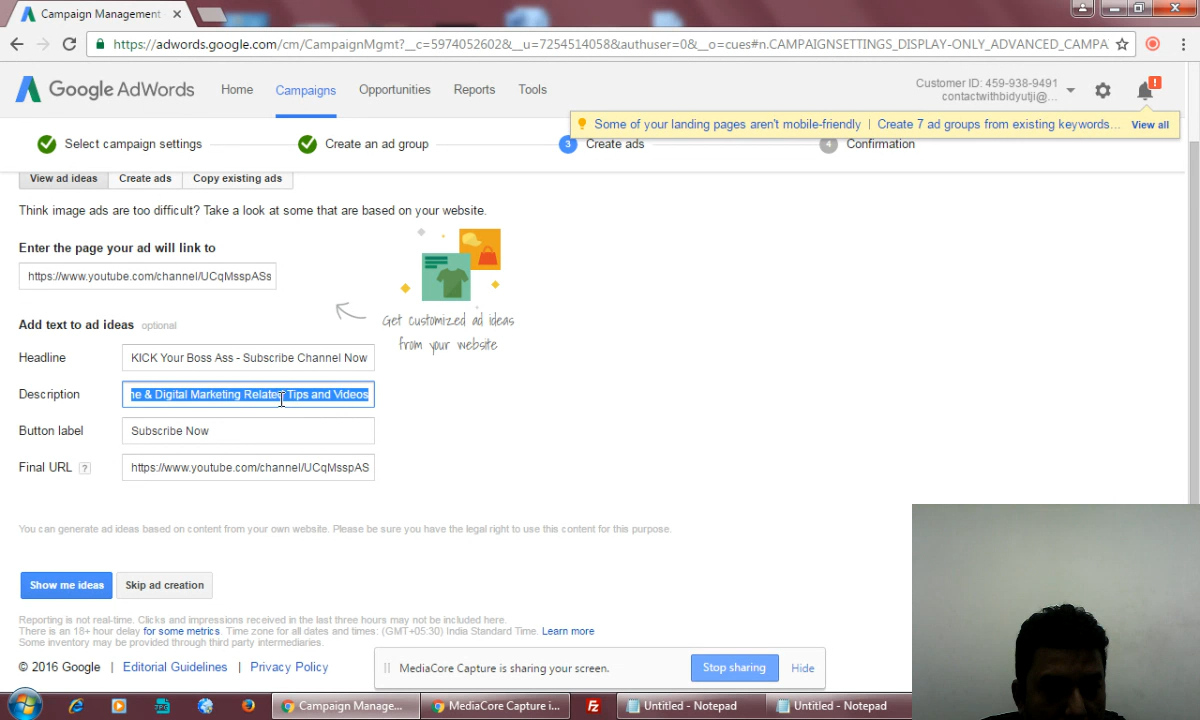 Campaign Management
https://adwords.google.com/cm/CampaignMgmt?__c=5974052602&__u=7254514058&authuser=0&__o=cues#n.CAMPAIGNSETTINGS_DISPLAY-ONLY_ADVANCED_CAMPA
Google AdWords
Home
Campaigns
Opportunities
Reports
Tools
Customer ID: 459-938-9491
contactwithbidyutji@...
!
Some of your landing pages aren't mobile-friendly | Create 7 ad groups from existing keywords... View all
Select campaign settings
Create an ad group
3 Create ads
4 Confirmation
View ad ideas
Create ads
Copy existing ads
Think image ads are too difficult? Take a look at some that are based on your website.
Enter the page your ad will link to
https://www.youtube.com/channel/UCqMsspASs
Get customized ad ideas
from your website
Add text to ad ideas optional
Headline KICK Your Boss Ass - Subscribe Channel Now
Description ne & Digital Marketing Related Tips and Videos
Button label Subscribe Now
Final URL ? https://www.youtube.com/channel/UCqMsspAS
You can generate ad ideas based on content from your own website. Please be sure you have the legal right to use this content for this purpose.
Show me ideas
Skip ad creation
Reporting is not real-time. Clicks and impressions received in the last three hours may not be included here.
There is an 18+ hour delay for some metrics. Time zone for all dates and times: (GMT+05:30) India Standard Time. Learn more
Some inventory may be provided through third party intermediaries.
© 2016 Google | Editorial Guidelines | Privacy Policy
MediaCore Capture is sharing your screen.
Stop sharing
Hide
Campaign Manage...
MediaCore Capture i...
Untitled - Notepad
Untitled - Notepad